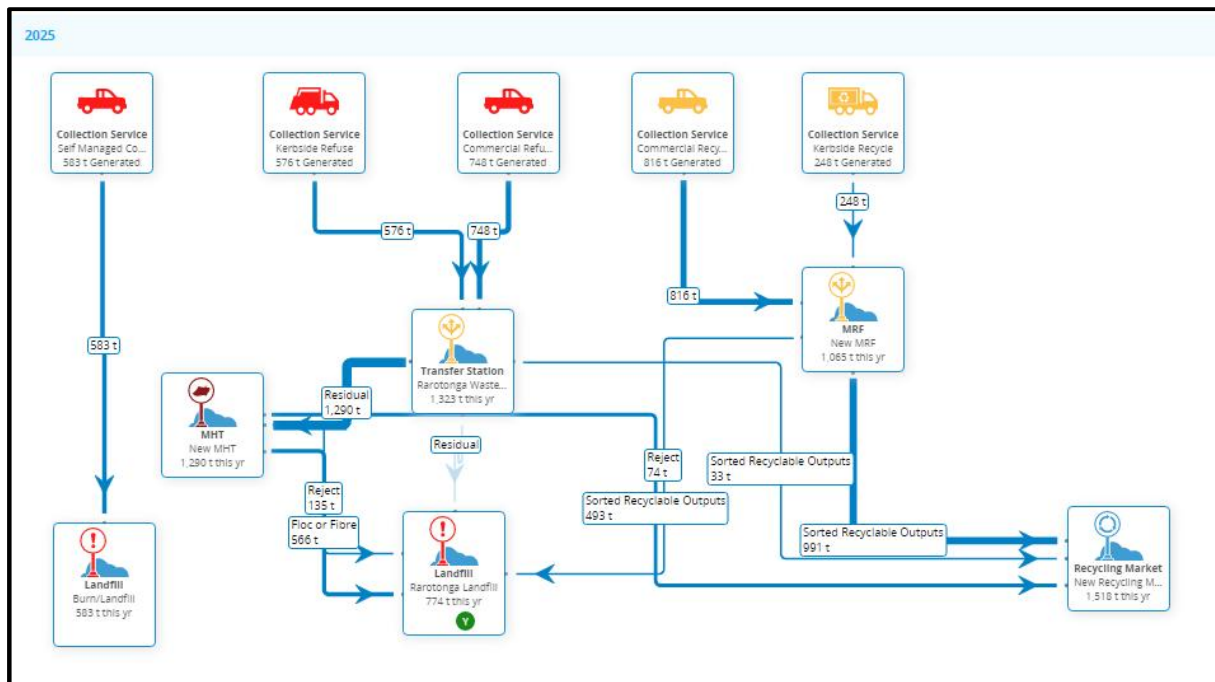 2025
Collection Service
Self Managed Co...
583 t Generated
Collection Service
Kerbside Refuse
576 t Generated
Collection Service
Commercial Refu...
748 t Generated
Collection Service
Commercial Recy...
816 t Generated
Collection Service
Kerbside Recycle
248 t Generated
248 t
576 t
748 t
816 t
583 t
MRF
New MRF
1,065 t this yr
Transfer Station
Rarotonga Waste...
1,323 t this yr
Residual
1,290 t
MHT
New MHT
1,290 t this yr
Residual
Reject
74 t
Sorted Recyclable Outputs
33 t
Reject
135 t
Sorted Recyclable Outputs
493 t
Floc or Fibre
566 t
Sorted Recyclable Outputs
991 t
Landfill
Burn/Landfill
583 t this yr
Landfill
Rarotonga Landfill
774 t this yr
Y
Recycling Market
New Recycling M...
1,518 t this yr